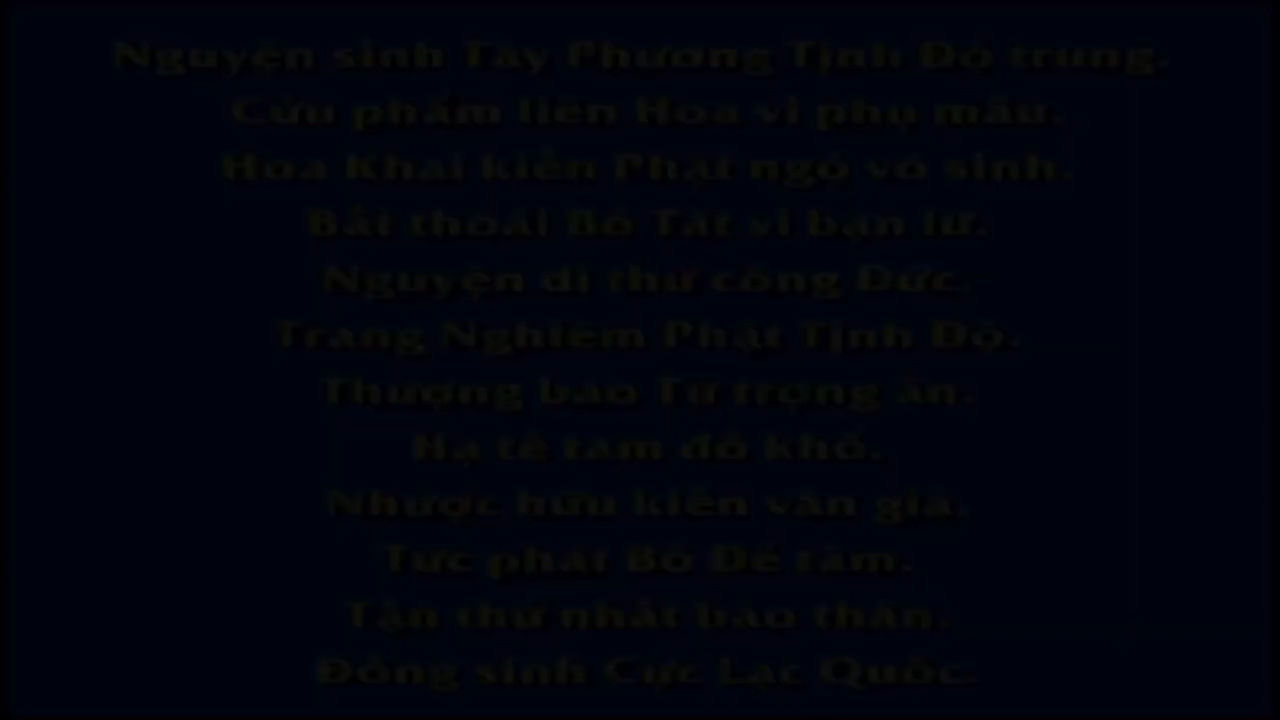 Nguyện sinh Tây Phương Tịnh Độ trung.
Cửu phẩm liên Hoa vi phụ mẫu.
Hoa Khai kiến Phật ngộ vô sinh.
Bất thoái Bồ Tát vi bạn lữ.
Nguyện dĩ thử công Đức.
Trang Nghiêm Phật Tịnh Độ.
Thượng báo Tứ trọng ân.
Hạ tế tam đồ khổ.
Nhược hữu kiến văn giả.
Tức phát Bồ Đề tâm.
Tận thử nhất báo thân.
Đồng sinh Cực Lạc Quốc.